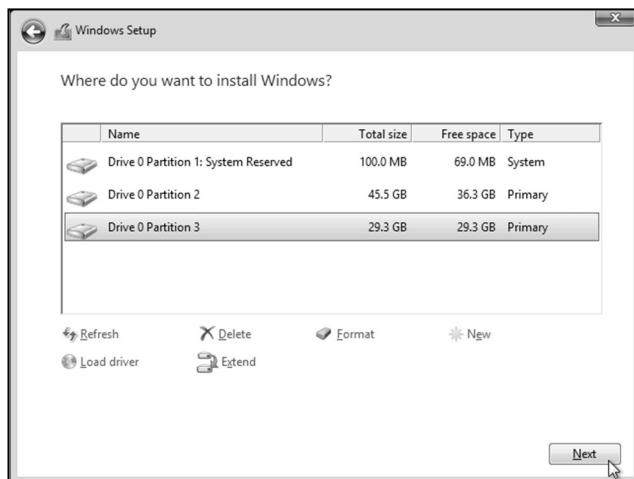 Windows Setup
Where do you want to install Windows?
Name Total size Free space Type
Drive 0 Partition 1: System Reserved 100.0 MB 69.0 MB System
Drive 0 Partition 2 45.5 GB 36.3 GB Primary
Drive 0 Partition 3 29.3 GB 29.3 GB Primary
Refresh Delete Format New
Load driver Extend
Next